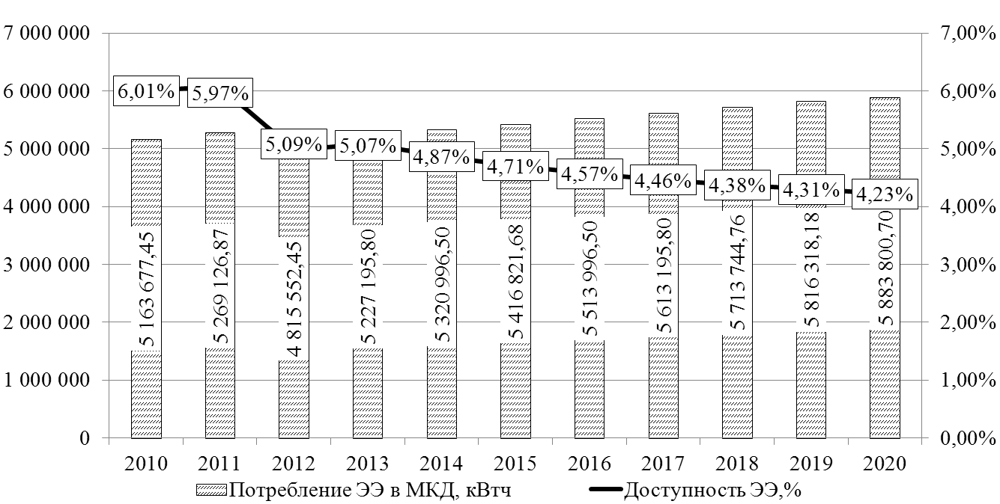 7 000 000
6 000 000
5 000 000
4 000 000
3 000 000
2 000 000
1 000 000
0
7,00%
6,00%
5,00%
4,00%
3,00%
2,00%
1,00%
0,00%
6,01%
5,97%
5,09%
5,07%
4,87%
4,71%
4,57%
4,46%
4,38%
4,31%
4,23%
5 163 677,45
5 269 126,87
4 815 552,45
5 227 195,80
5 320 996,50
5 416 821,68
5 513 996,50
5 613 195,80
5 713 744,76
5 816 318,18
5 883 800,70
2010 2011 2012 2013 2014 2015 2016 2017 2018 2019 2020
Потребление ЭЭ в МКД, кВтч Доступность ЭЭ,%